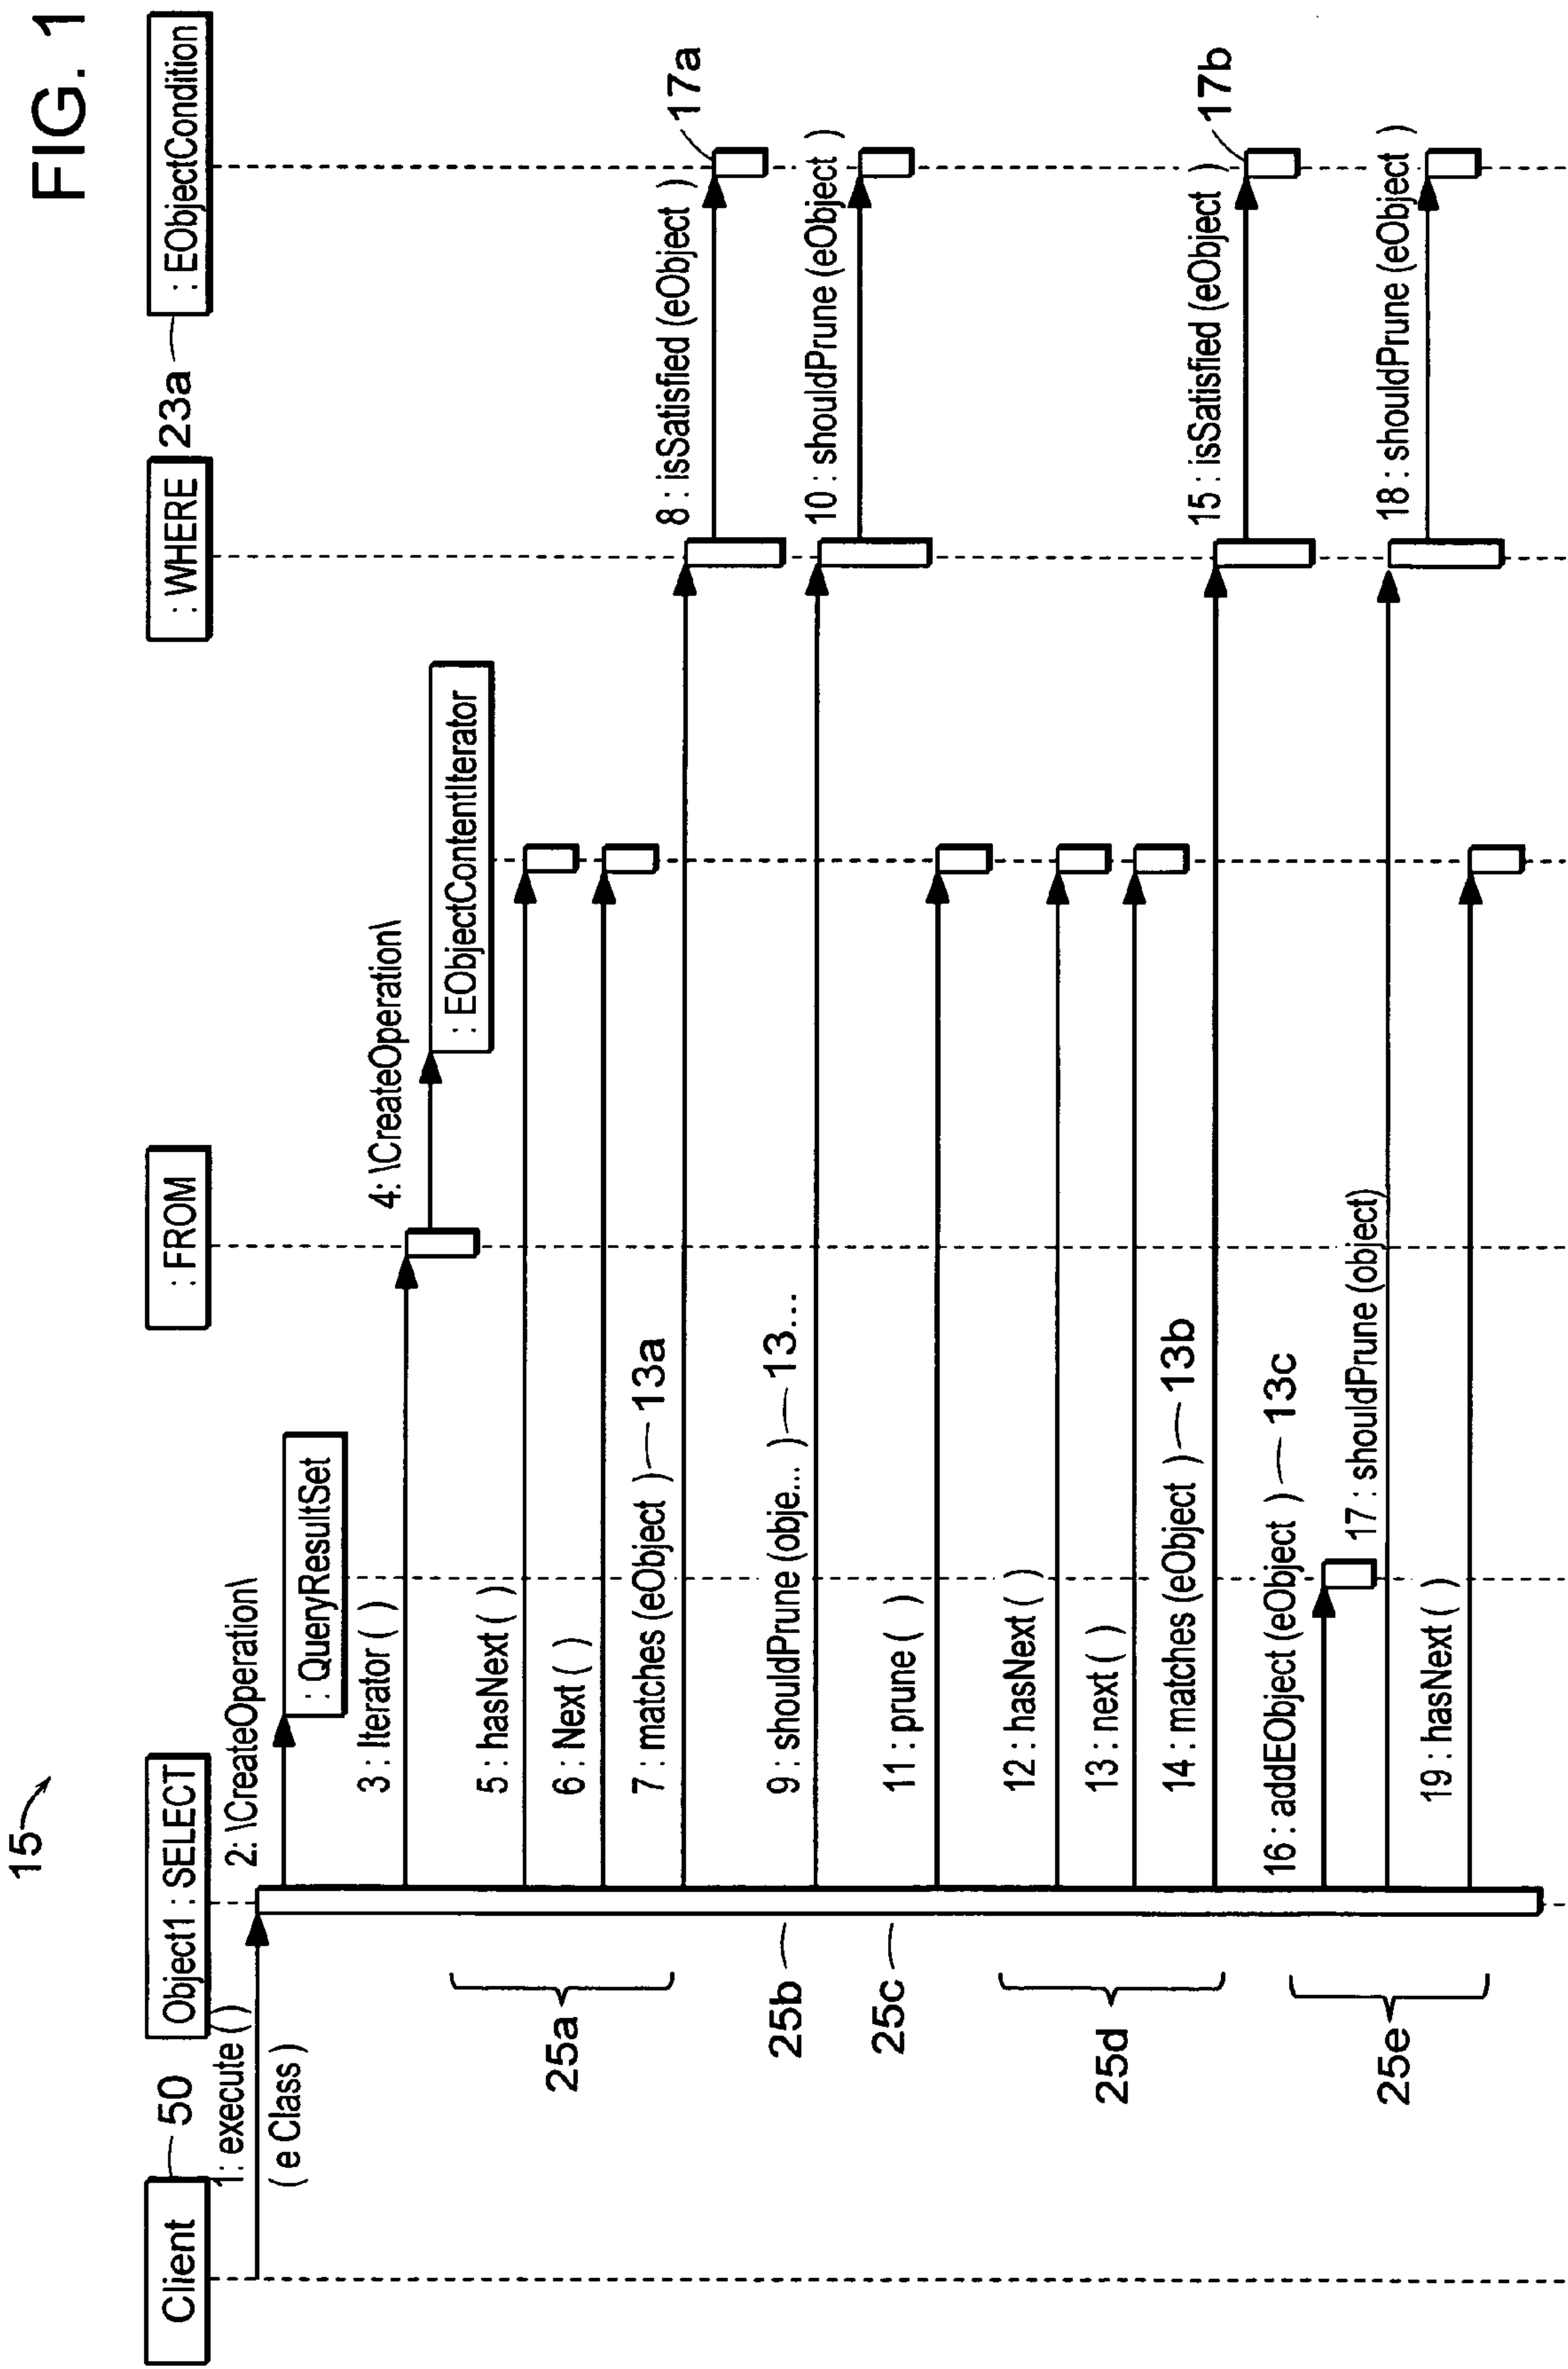 FIG. 1
15
Client
50
Object1 : SELECT
: FROM
: WHERE
23a
: EObjectCondition
1: execute ( )
( e Class )
2: \CreateOperation\
: QueryResultSet
3 : Iterator ( )
4: \CreateOperation\
: EObjectContentIterator
5 : hasNext ( )
6 : Next ( )
25a
7 : matches (eObject )
13a
8 : isSatisfied (eObject )
17a
25b
9 : shouldPrune (obje... )
13...
10 : shouldPrune (eObject )
25c
11 : prune ( )
12 : hasNext ( )
13 : next ( )
25d
14 : matches (eObject )
13b
15 : isSatisfied (eObject )
17b
16 : addEObject (eObject )
13c
25e
17 : shouldPrune (object)
18 : shouldPrune (eObject )
19 : hasNext ( )